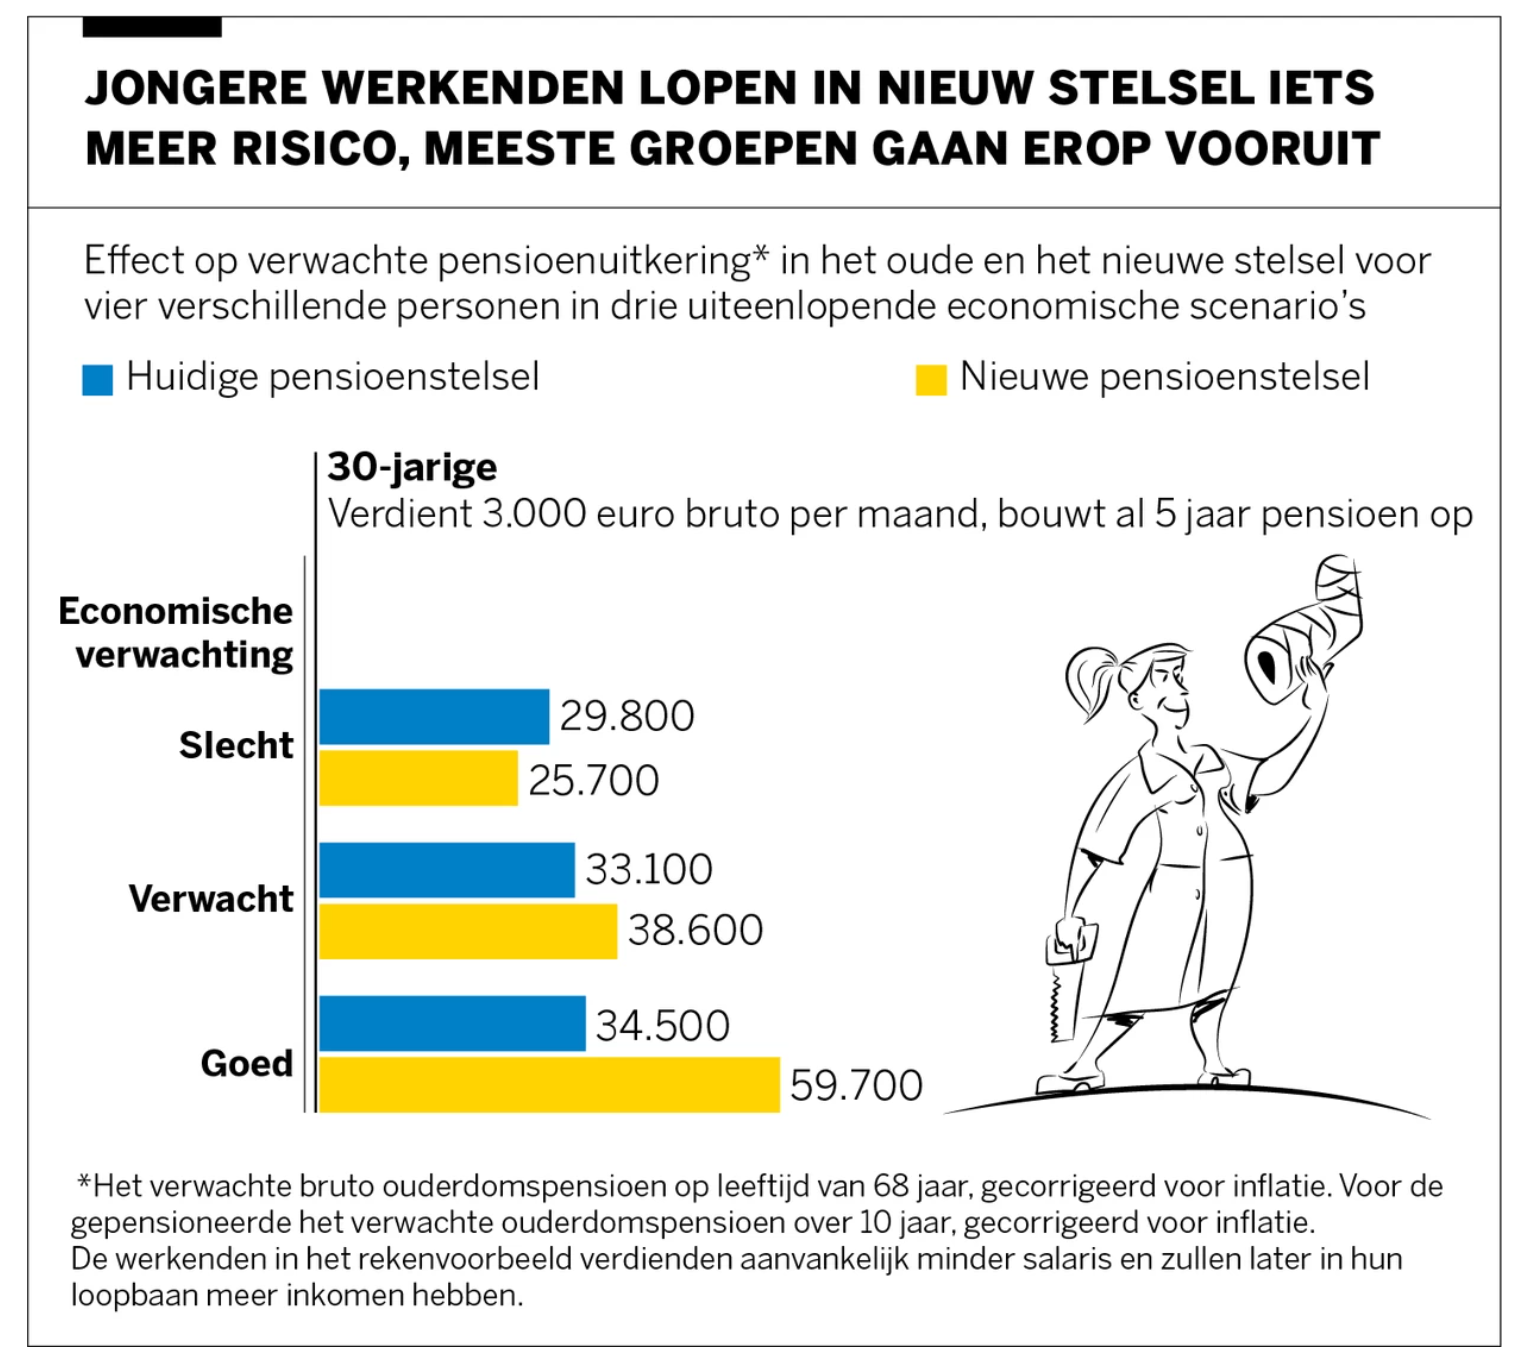 JONGERE WERKENDEN LOPEN IN NIEUW STELSEL IETS
MEER RISICO, MEESTE GROEPEN GAAN EROP VOORUIT
Effect op verwachte pensioenuitkering* in het oude en het nieuwe stelsel voor
vier verschillende personen in drie uiteenlopende economische scenario’s
Huidige pensioenstelsel
Nieuwe pensioenstelsel
30-jarige
Verdient 3.000 euro bruto per maand, bouwt al 5 jaar pensioen op
Economische
verwachting
Slecht
29.800
25.700
Verwacht
33.100
38.600
Goed
34.500
59.700
*Het verwachte bruto ouderdomspensioen op leeftijd van 68 jaar, gecorrigeerd voor inflatie. Voor de
gepensioneerde het verwachte ouderdomspensioen over 10 jaar, gecorrigeerd voor inflatie.
De werkenden in het rekenvoorbeeld verdienden aanvankelijk minder salaris en zullen later in hun
loopbaan meer inkomen hebben.